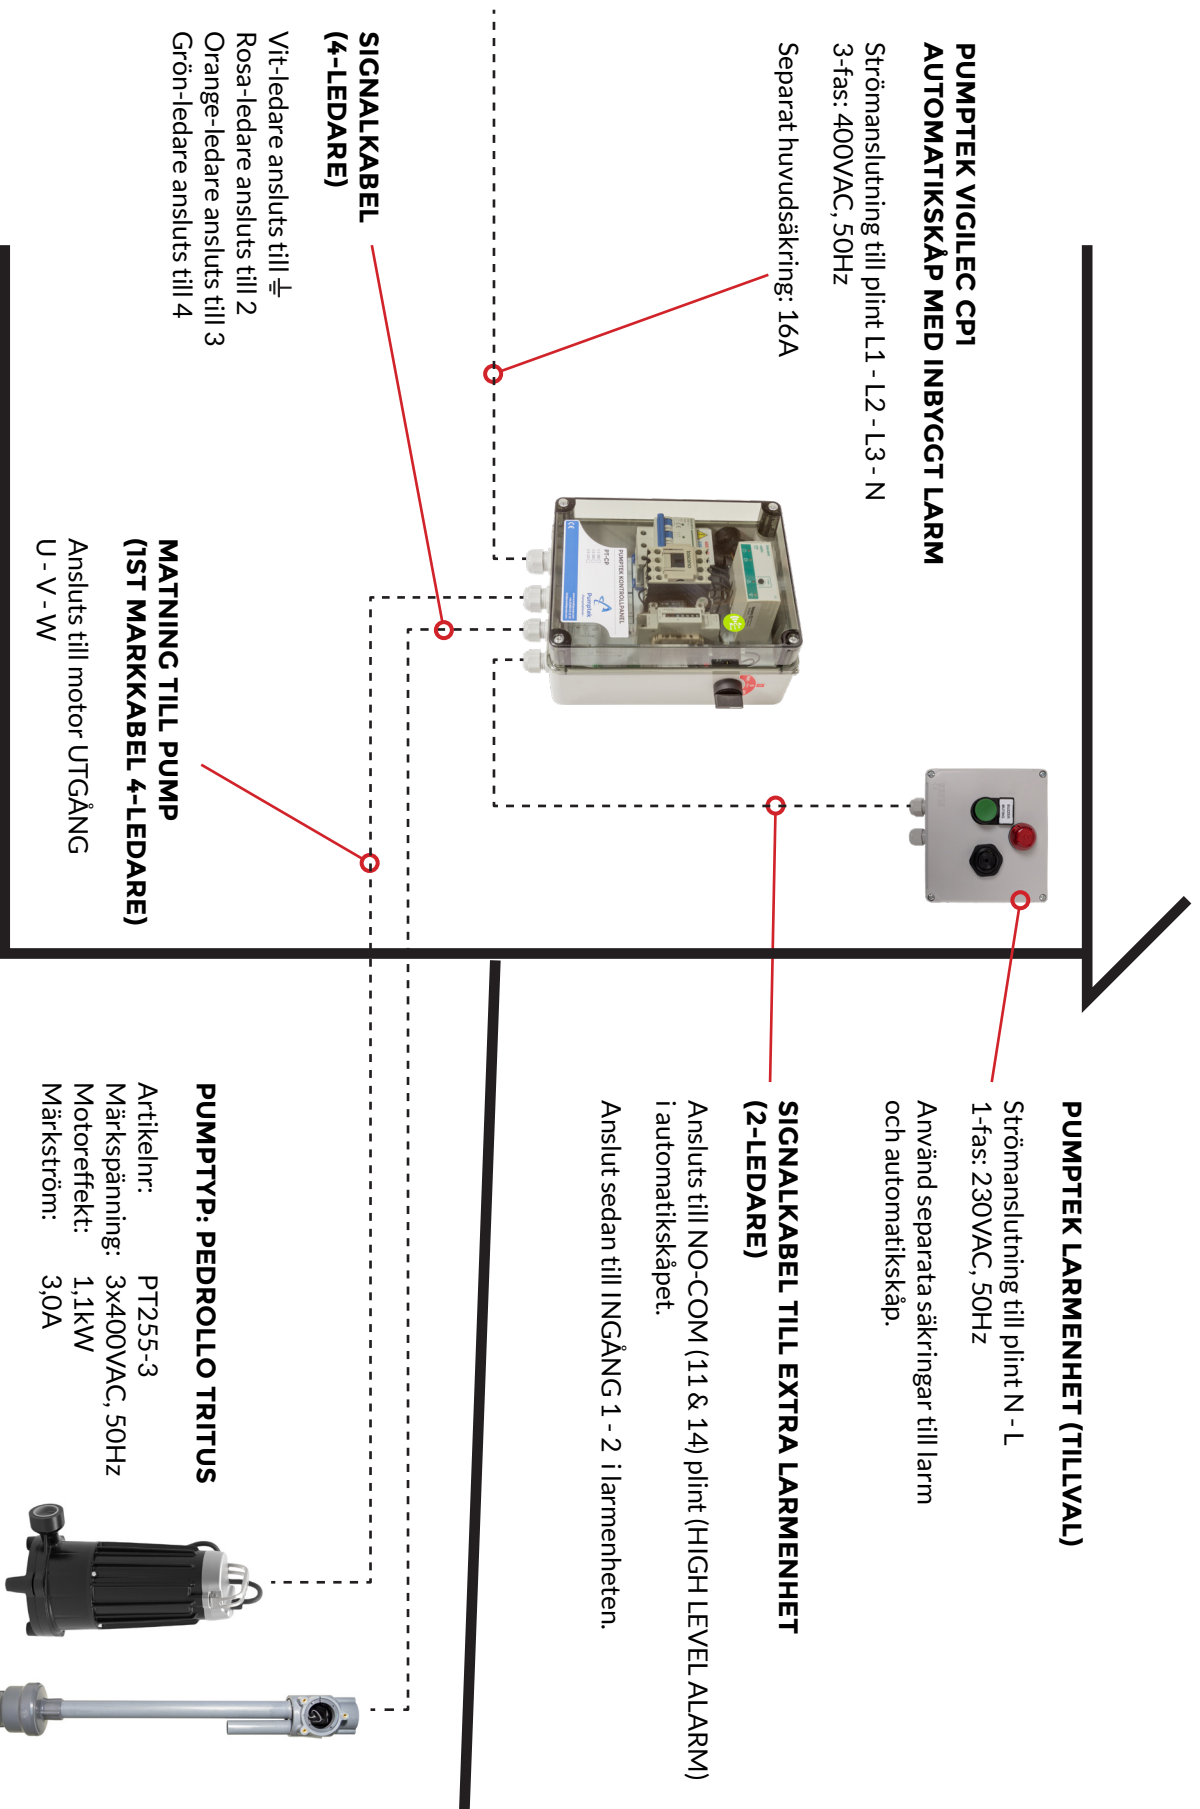 PUMPTEK VIGILEC CP1
AUTOMATIKSKÅP MED INBYGGT LARM
Strömanslutning till plint L1 - L2 - L3 - N
3-fas: 400VAC, 50Hz
Separat huvudsäkring: 16A
SIGNALKABEL
(4-LEDARE)
Vit-ledare ansluts till ⏚
Rosa-ledare ansluts till 2
Orange-ledare ansluts till 3
Grön-ledare ansluts till 4
PUMPTEK KONTROLLPANEL
PT-CP
Pumptek
MATNING TILL PUMP
(1ST MARKKABEL 4-LEDARE)
Ansluts till motor UTGÅNG
U - V - W
PUMPTEK LARMENHET (TILLVAL)
Strömanslutning till plint N - L
1-fas: 230VAC, 50Hz
Använd separata säkringar till larm
och automatikskåp.
SIGNALKABEL TILL EXTRA LARMENHET
(2-LEDARE)
Ansluts till NO-COM (11 & 14) plint (HIGH LEVEL ALARM)
i automatikskåpet.
Anslut sedan till INGÅNG 1 - 2 i larmenheten.
PUMPTYP: PEDROLLO TRITUS
Artikelnr: PT255-3
Märkspänning: 3x400VAC, 50Hz
Motoreffekt: 1,1kW
Märkström: 3,0A